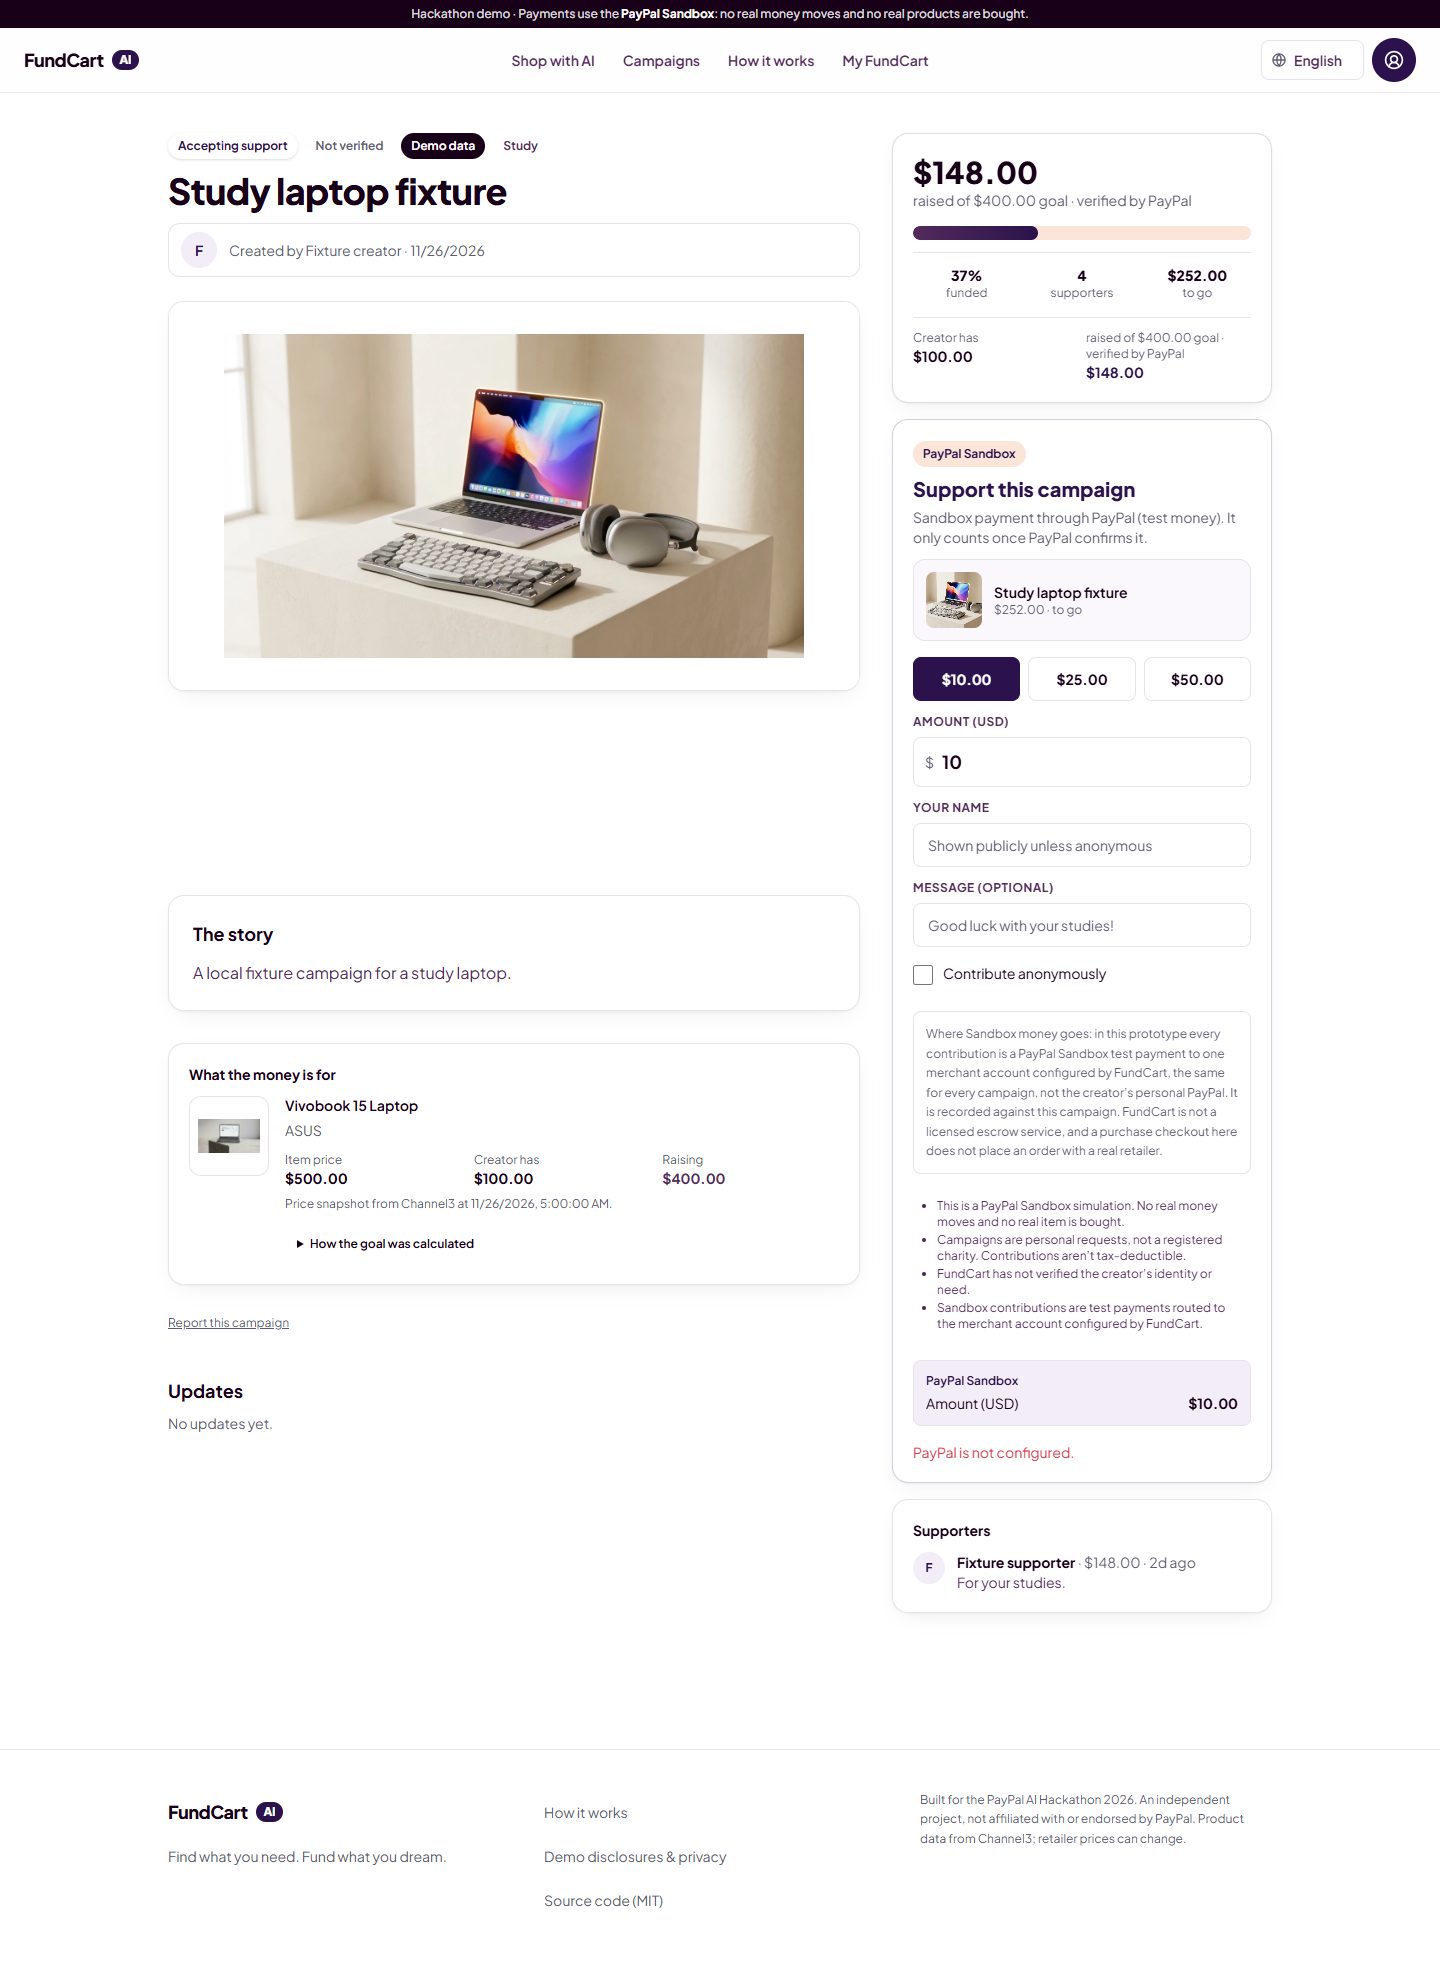 Hackathon demo · Payments use the PayPal Sandbox: no real money moves and no real products are bought.
FundCart AI
Shop with AI
Campaigns
How it works
My FundCart
English
Accepting support
Not verified
Demo data
Study
Study laptop fixture
F
Created by Fixture creator · 11/26/2026
The story
A local fixture campaign for a study laptop.
What the money is for
Vivobook 15 Laptop
ASUS
Item price
$500.00
Creator has
$100.00
Raising
$400.00
Price snapshot from Channel3 at 11/26/2026, 5:00:00 AM.
How the goal was calculated
Report this campaign
Updates
No updates yet.
$148.00
raised of $400.00 goal · verified by PayPal
37%
funded
4
supporters
$252.00
to go
Creator has
$100.00
raised of $400.00 goal ·
verified by PayPal
$148.00
PayPal Sandbox
Support this campaign
Sandbox payment through PayPal (test money). It
only counts once PayPal confirms it.
Study laptop fixture
$252.00 · to go
$10.00
$25.00
$50.00
AMOUNT (USD)
$ 10
YOUR NAME
Shown publicly unless anonymous
MESSAGE (OPTIONAL)
Good luck with your studies!
Contribute anonymously
Where Sandbox money goes: in this prototype every
contribution is a PayPal Sandbox test payment to one
merchant account configured by FundCart, the same
for every campaign, not the creator's personal PayPal. It
is recorded against this campaign. FundCart is not a
licensed escrow service, and a purchase checkout here
does not place an order with a real retailer.
• This is a PayPal Sandbox simulation. No real money
moves and no real item is bought.
• Campaigns are personal requests, not a registered
charity. Contributions aren't tax-deductible.
• FundCart has not verified the creator's identity or
need.
• Sandbox contributions are test payments routed to
the merchant account configured by FundCart.
PayPal Sandbox
Amount (USD)
$10.00
PayPal is not configured.
Supporters
F
Fixture supporter · $148.00 · 2d ago
For your studies.
FundCart AI
Find what you need. Fund what you dream.
How it works
Demo disclosures & privacy
Source code (MIT)
Built for the PayPal AI Hackathon 2026. An independent
project, not affiliated with or endorsed by PayPal. Product
data from Channel3; retailer prices can change.